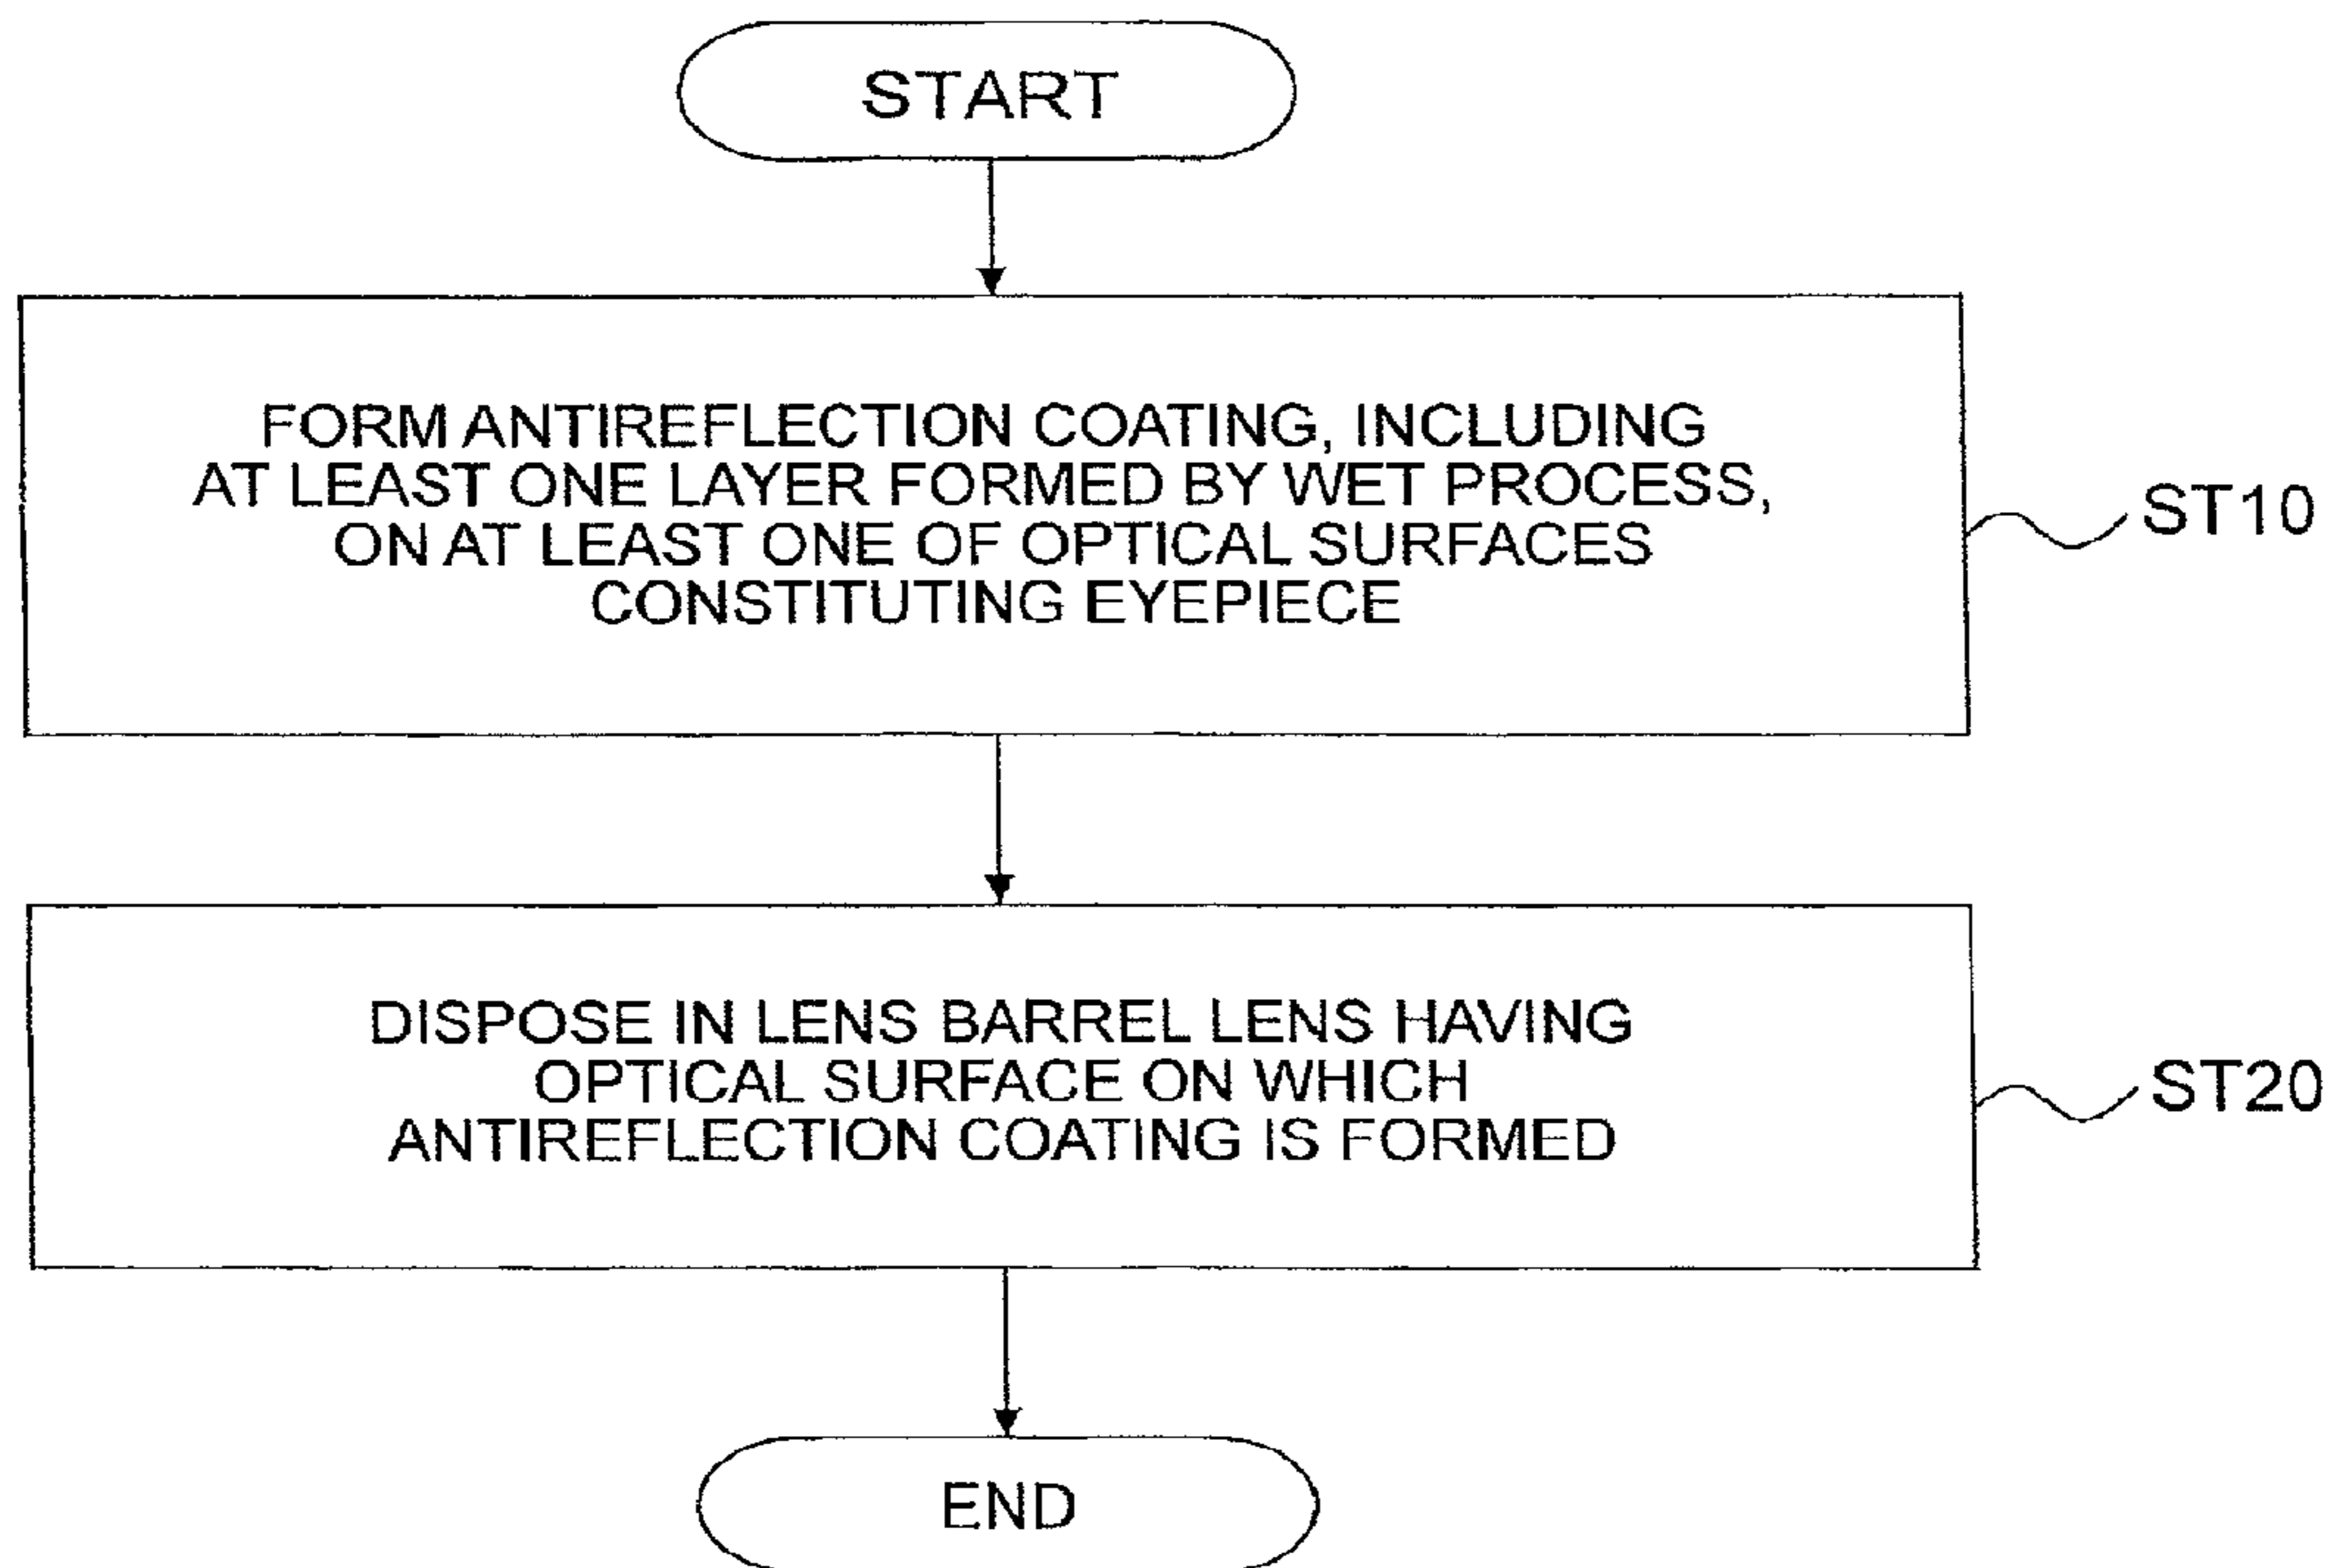 START
FORM ANTIREFLECTION COATING, INCLUDING
AT LEAST ONE LAYER FORMED BY WET PROCESS,
ON AT LEAST ONE OF OPTICAL SURFACES
CONSTITUTING EYEPIECE
ST10
DISPOSE IN LENS BARREL LENS HAVING
OPTICAL SURFACE ON WHICH
ANTIREFLECTION COATING IS FORMED
ST20
END